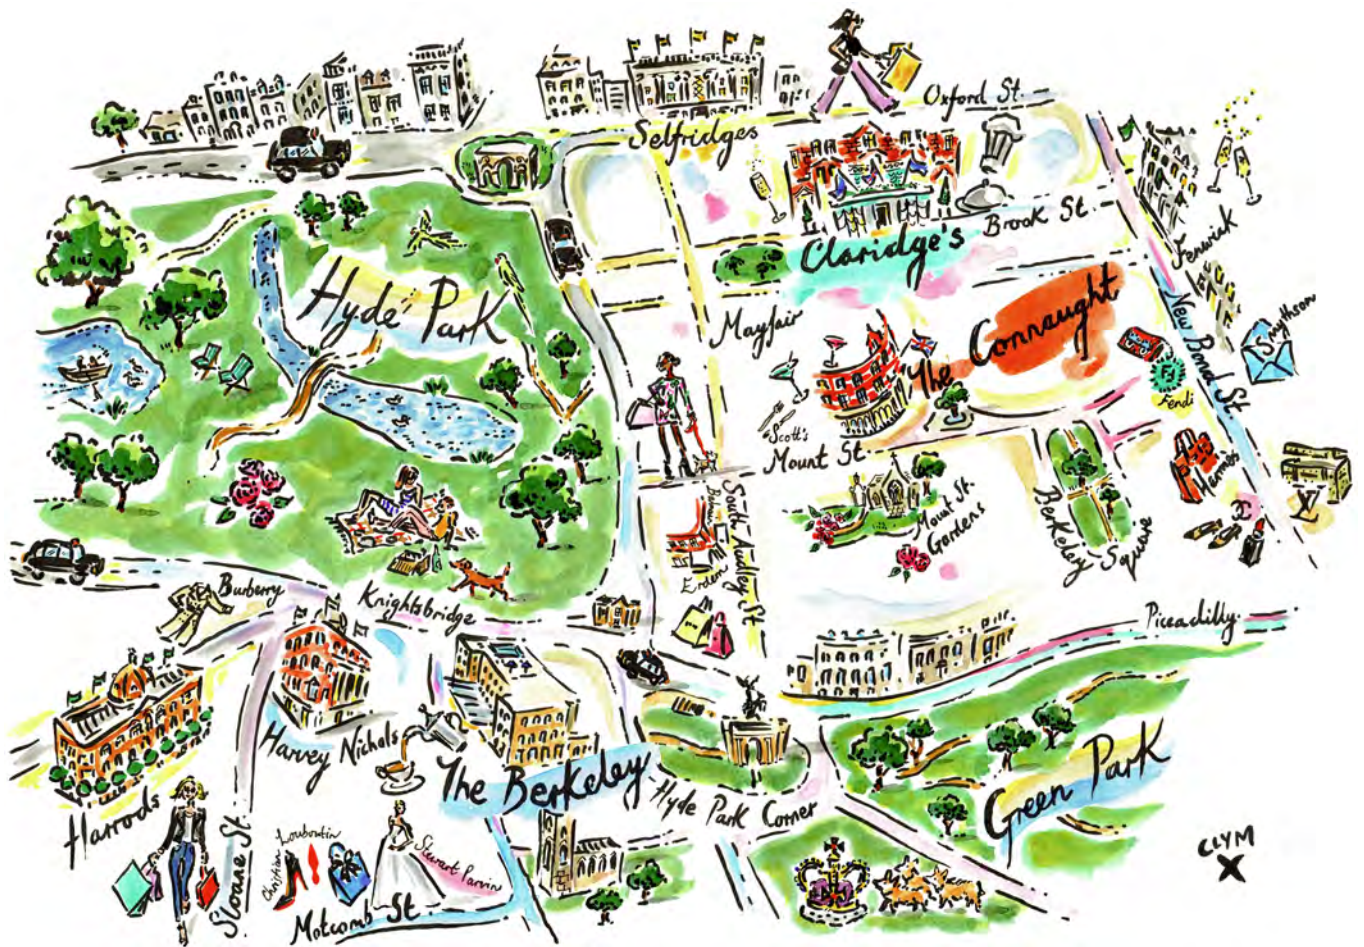 Oxford St.
Selfridges
Claridge's
Brook St.
Fenwick
Hyde Park
Mayfair
The Connaught
New Bond St.
Smythson
Fendi
Scott's
Mount St.
Mount St.
Gardens
Berkeley Square
Hermès
LV
South Audley St
Erdem
Burberry
Knightsbridge
Piccadilly
Harvey Nichols
Harrods
The Berkeley
Hyde Park Corner
Green Park
Sloane St.
Christian Louboutin
Stewart Parvin
Motcomb St.
CLYM
X